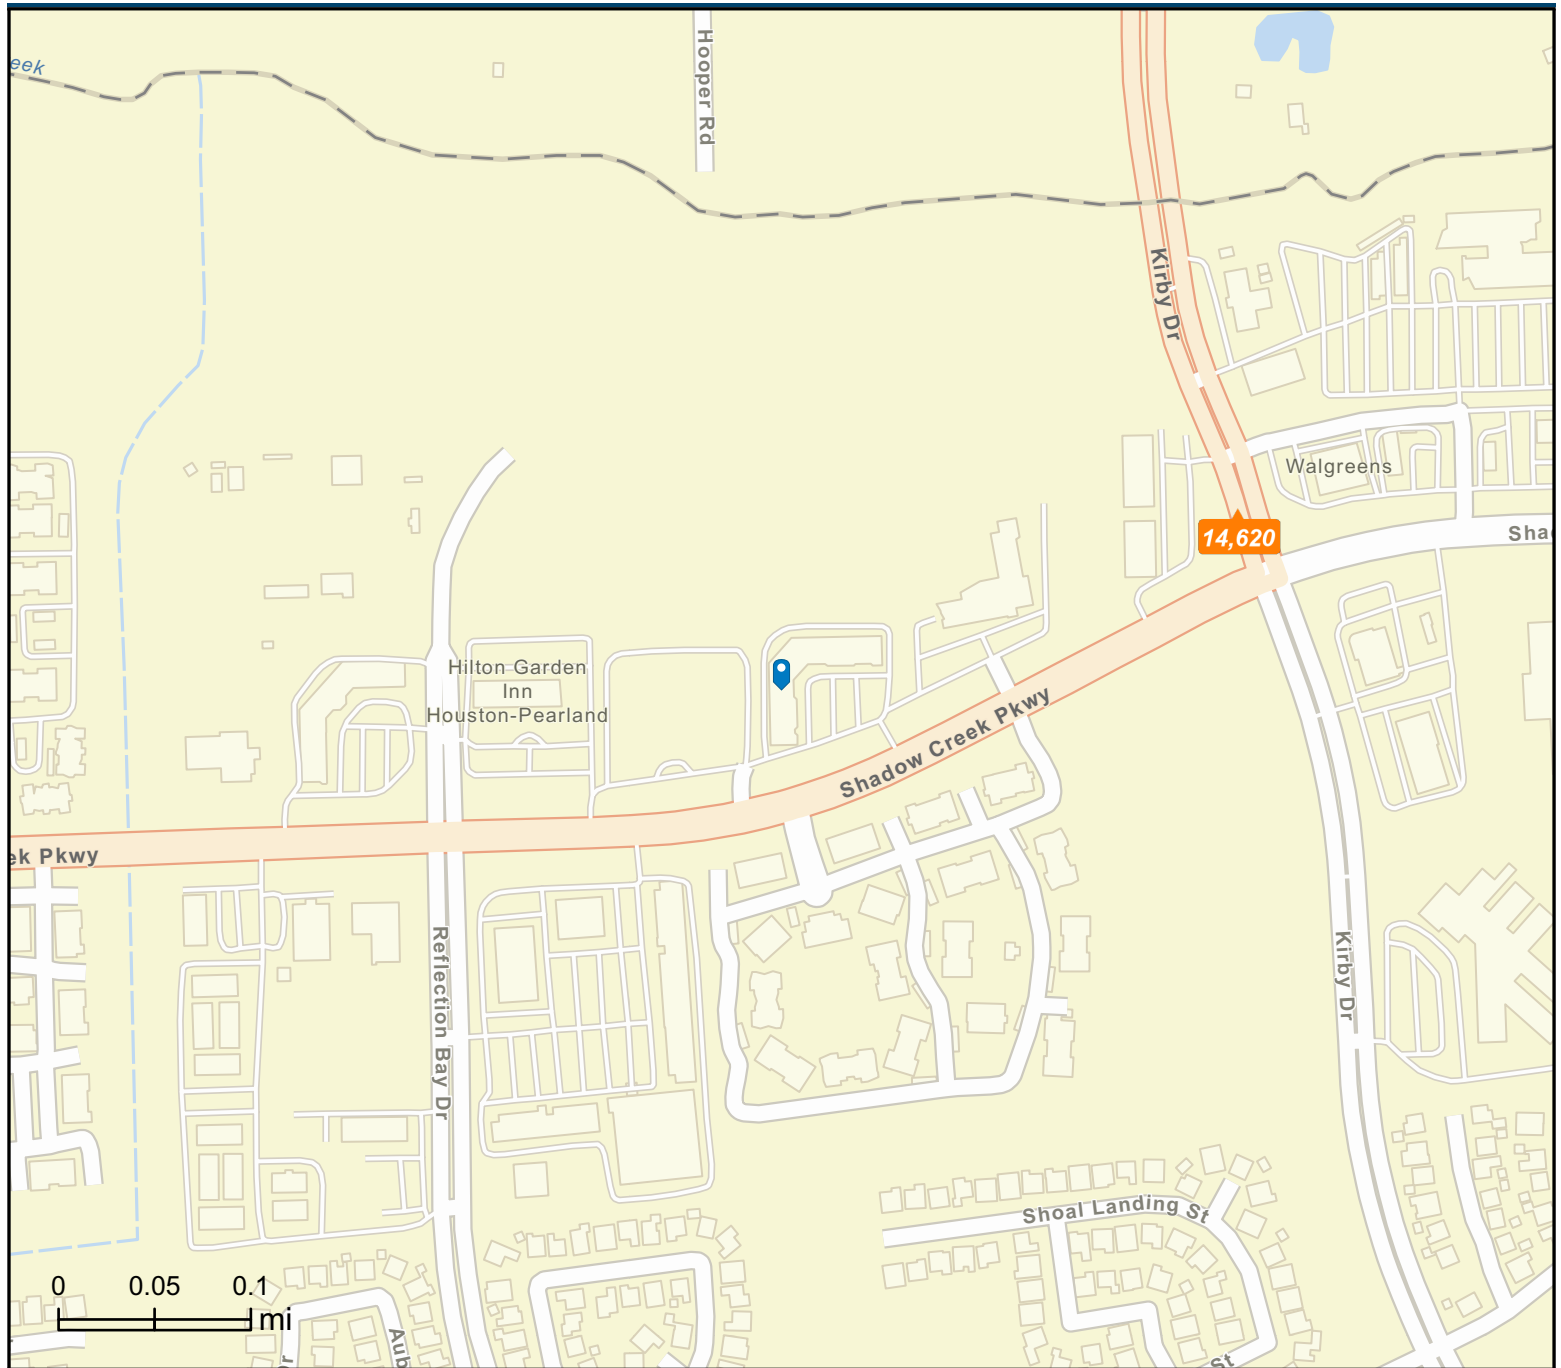 eek
Hooper Rd
Kirby Dr
Walgreens
14,620
Sha
Hilton Garden
Inn
Houston-Pearland
Shadow Creek Pkwy
ek Pkwy
Reflection Bay Dr
Kirby Dr
Shoal Landing St
0 0.05 0.1
mi
Aub
Dr
St